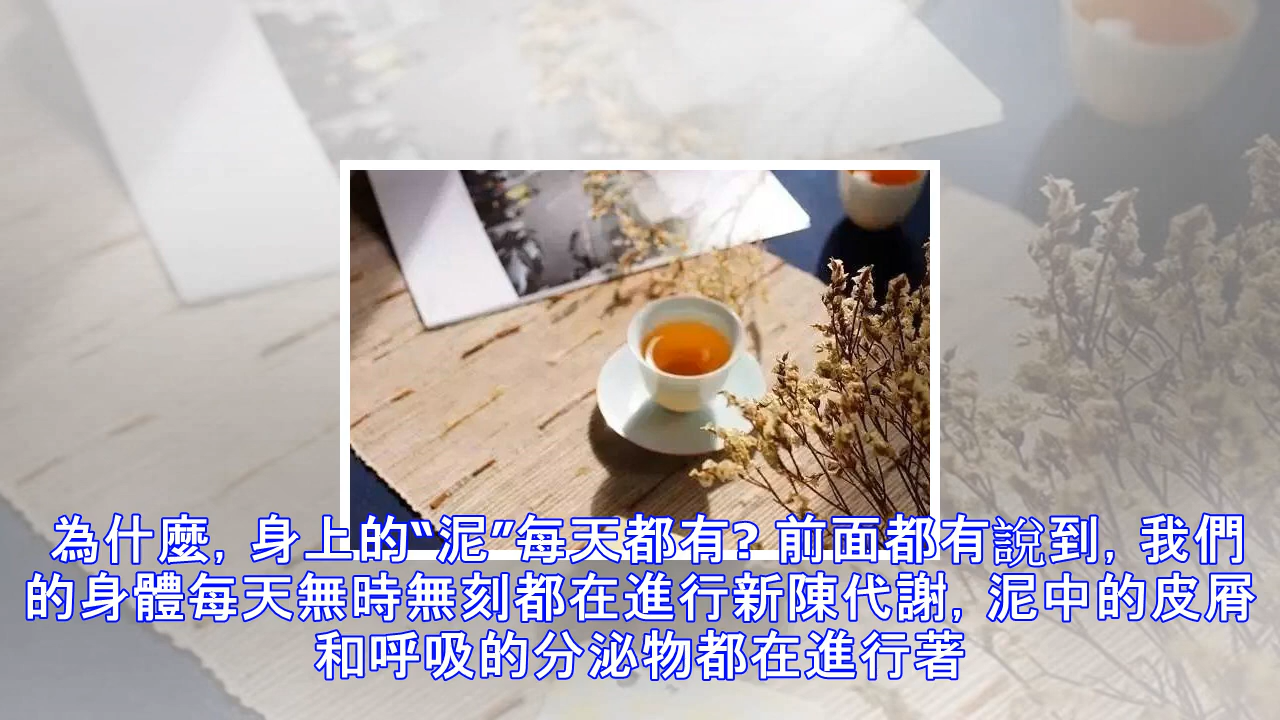 為什麼, 身上的“泥”每天都有? 前面都有說到, 我們
的身體每天無時無刻都在進行新陳代謝, 泥中的皮屑
和呼吸的分泌物都在進行著